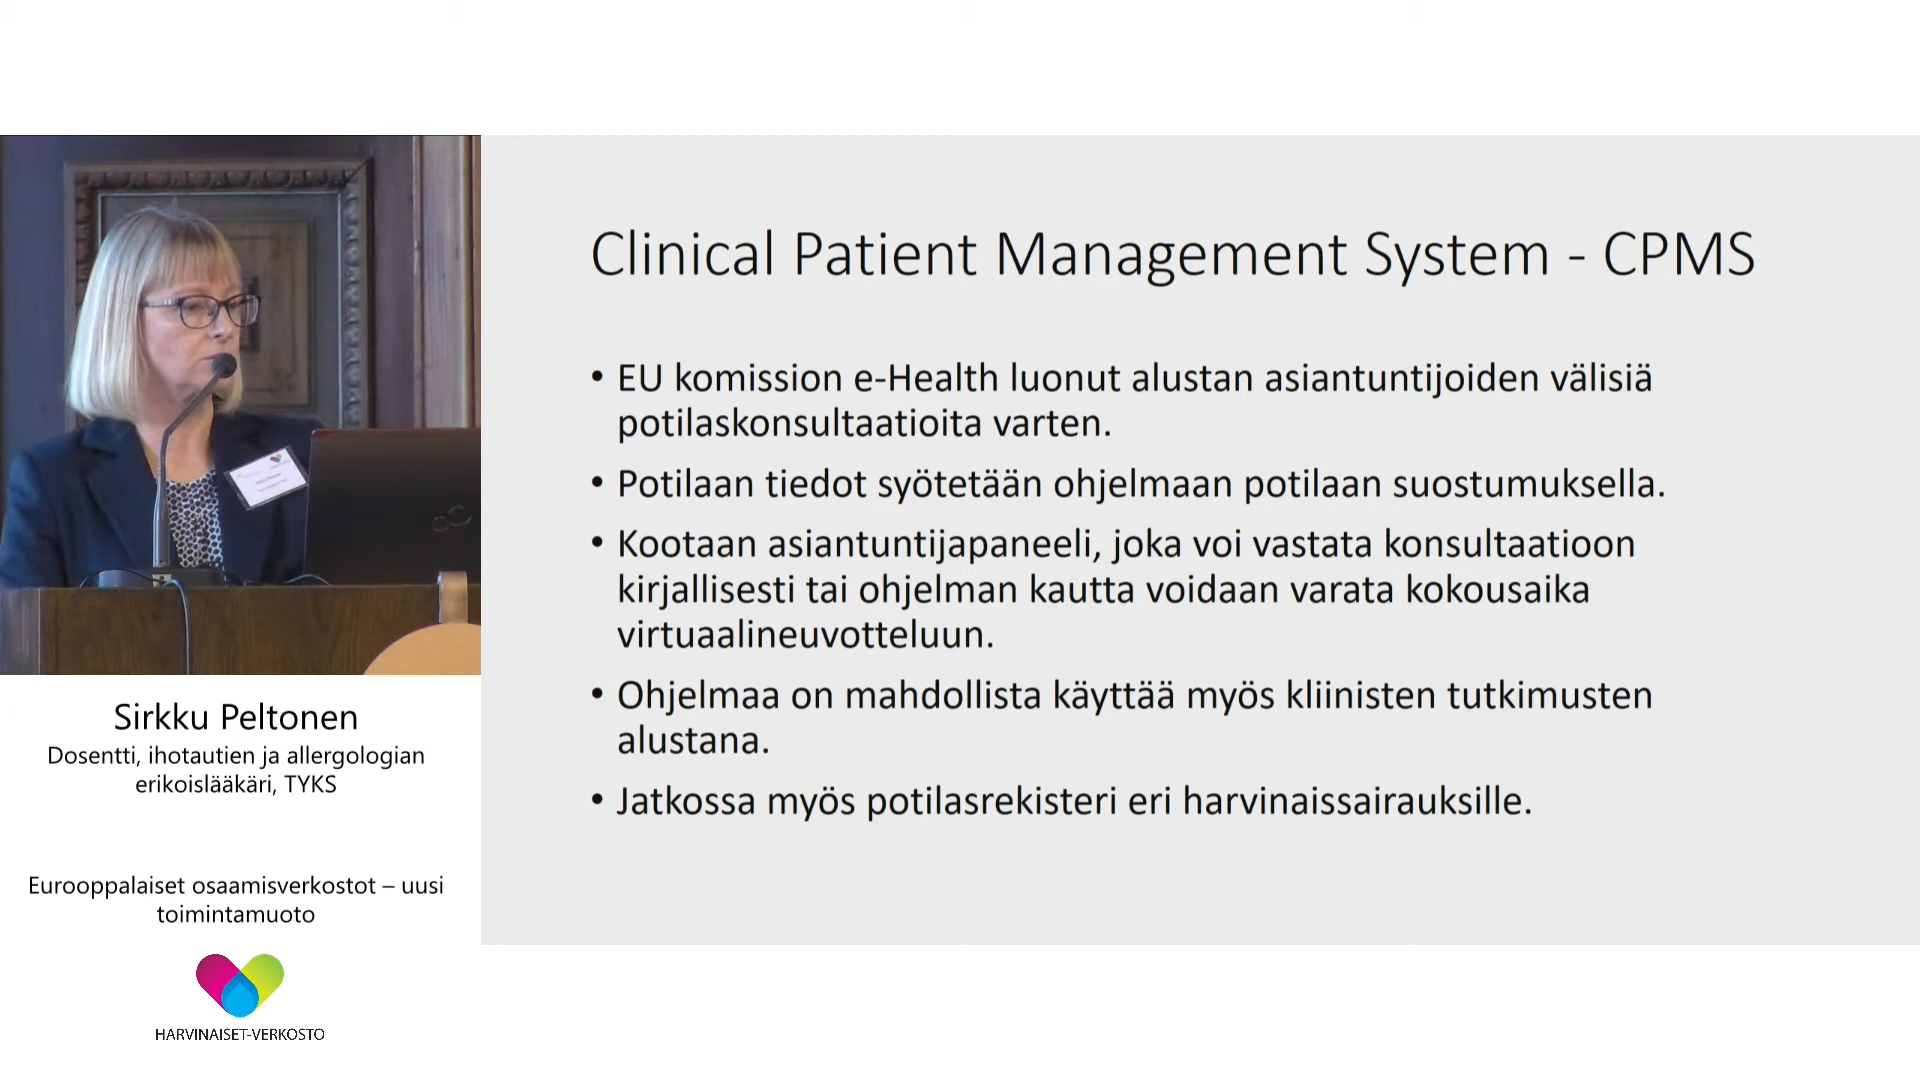 Clinical Patient Management System - CPMS
• EU komission e-Health luonut alustan asiantuntijoiden välisiä
potilaskonsultaatioita varten.
• Potilaan tiedot syötetään ohjelmaan potilaan suostumuksella.
• Kootaan asiantuntijapaneeli, joka voi vastata konsultaatioon
kirjallisesti tai ohjelman kautta voidaan varata kokousaika
virtuaalineuvotteluun.
• Ohjelmaa on mahdollista käyttää myös kliinisten tutkimusten
alustana.
• Jatkossa myös potilasrekisteri eri harvinaissairauksille.
Sirkku Peltonen
Dosentti, ihotautien ja allergologian
erikoislääkäri, TYKS
Eurooppalaiset osaamisverkostot – uusi
toimintamuoto
HARVINAISET-VERKOSTO